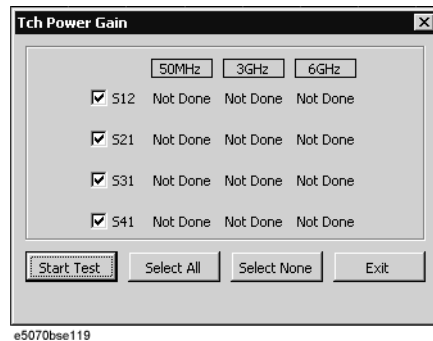 Tch Power Gain
50MHz 3GHz 6GHz
S12 Not Done Not Done Not Done
S21 Not Done Not Done Not Done
S31 Not Done Not Done Not Done
S41 Not Done Not Done Not Done
Start Test Select All Select None Exit
e5070bse119